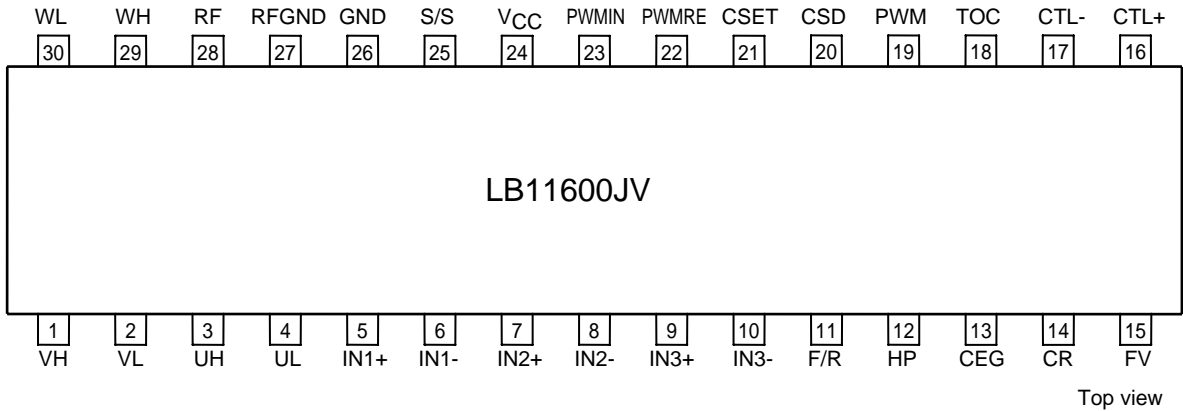 WL WH RF RFGND GND S/S VCC PWMIN PWMRE CSET CSD PWM TOC CTL- CTL+
30 29 28 27 26 25 24 23 22 21 20 19 18 17 16
LB11600JV
1 2 3 4 5 6 7 8 9 10 11 12 13 14 15
VH VL UH UL IN1+ IN1- IN2+ IN2- IN3+ IN3- F/R HP CEG CR FV
Top view